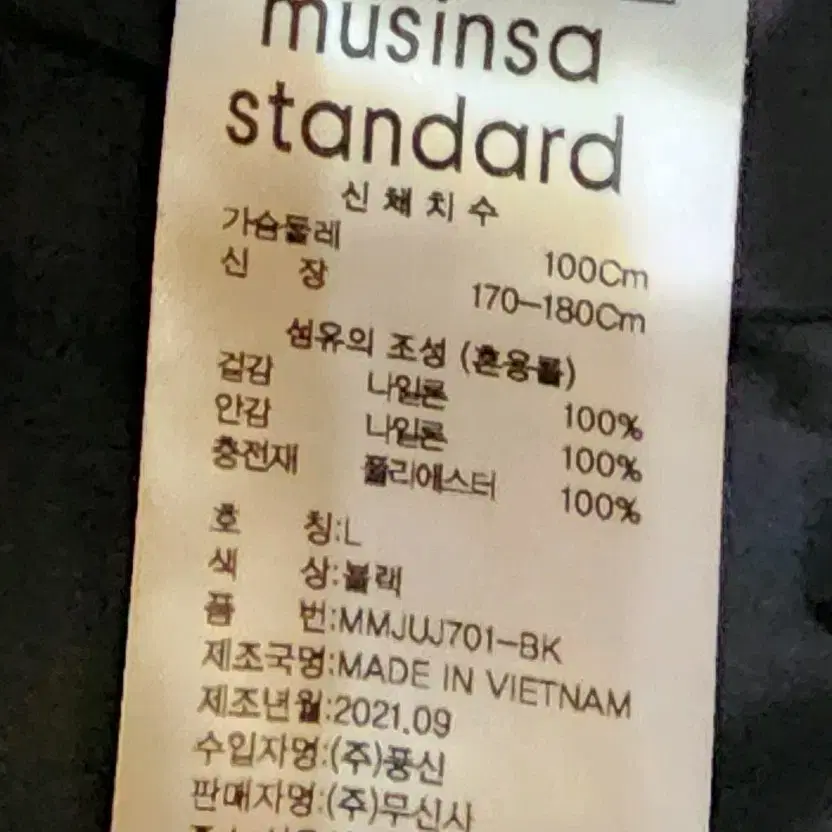 musinsa
standard
신 채 치 수
가슴둘레 100Cm
신 장 170-180Cm
섬유의 조성 (혼용률)
겉감 나일론 100%
안감 나일론 100%
충전재 폴리에스터 100%
호 칭:L
색 상:블랙
품 번:MMJUJ701-BK
제조국명:MADE IN VIETNAM
제조년월:2021.09
수입자명:(주)풍신
판매자명:(주)무신사